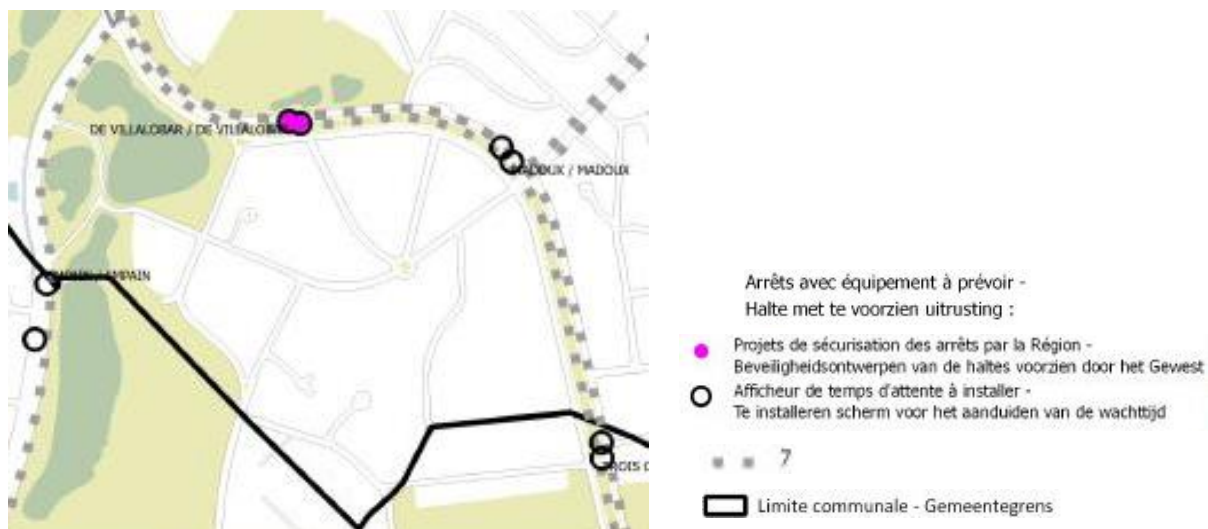 DE VILLALOBAR / DE VILLALOBAR
MADOUX / MADOUX
/ AMPAIN
TROIS
Arrêts avec équipement à prévoir -
Halte met te voorzien uitrusting :
Projets de sécurisation des arrêts par la Région -
Beveiligheidsontwerpen van de haltes voorzien door het Gewest
Afficheur de temps d'attente à installer -
Te installeren scherm voor het aanduiden van de wachttijd
7
Limite communale - Gemeentegrens